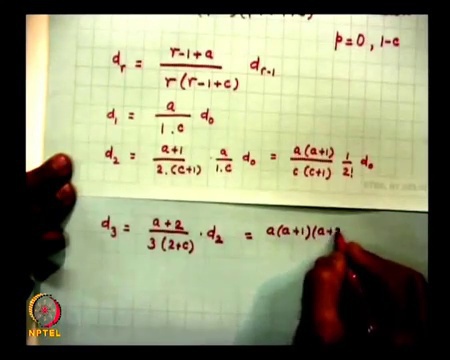 p=0, 1-c
d_r = \frac{r-1+a}{r(r-1+c)} d_{r-1}
d_1 = \frac{a}{1.c} d_0
d_2 = \frac{a+1}{2.(c+1)} \cdot \frac{a}{1.c} d_0 = \frac{a(a+1)}{c(c+1)} \frac{1}{2!} d_0
d_3 = \frac{a+2}{3(2+c)} \cdot d_2 = a(a+1)(a+
NPTEL